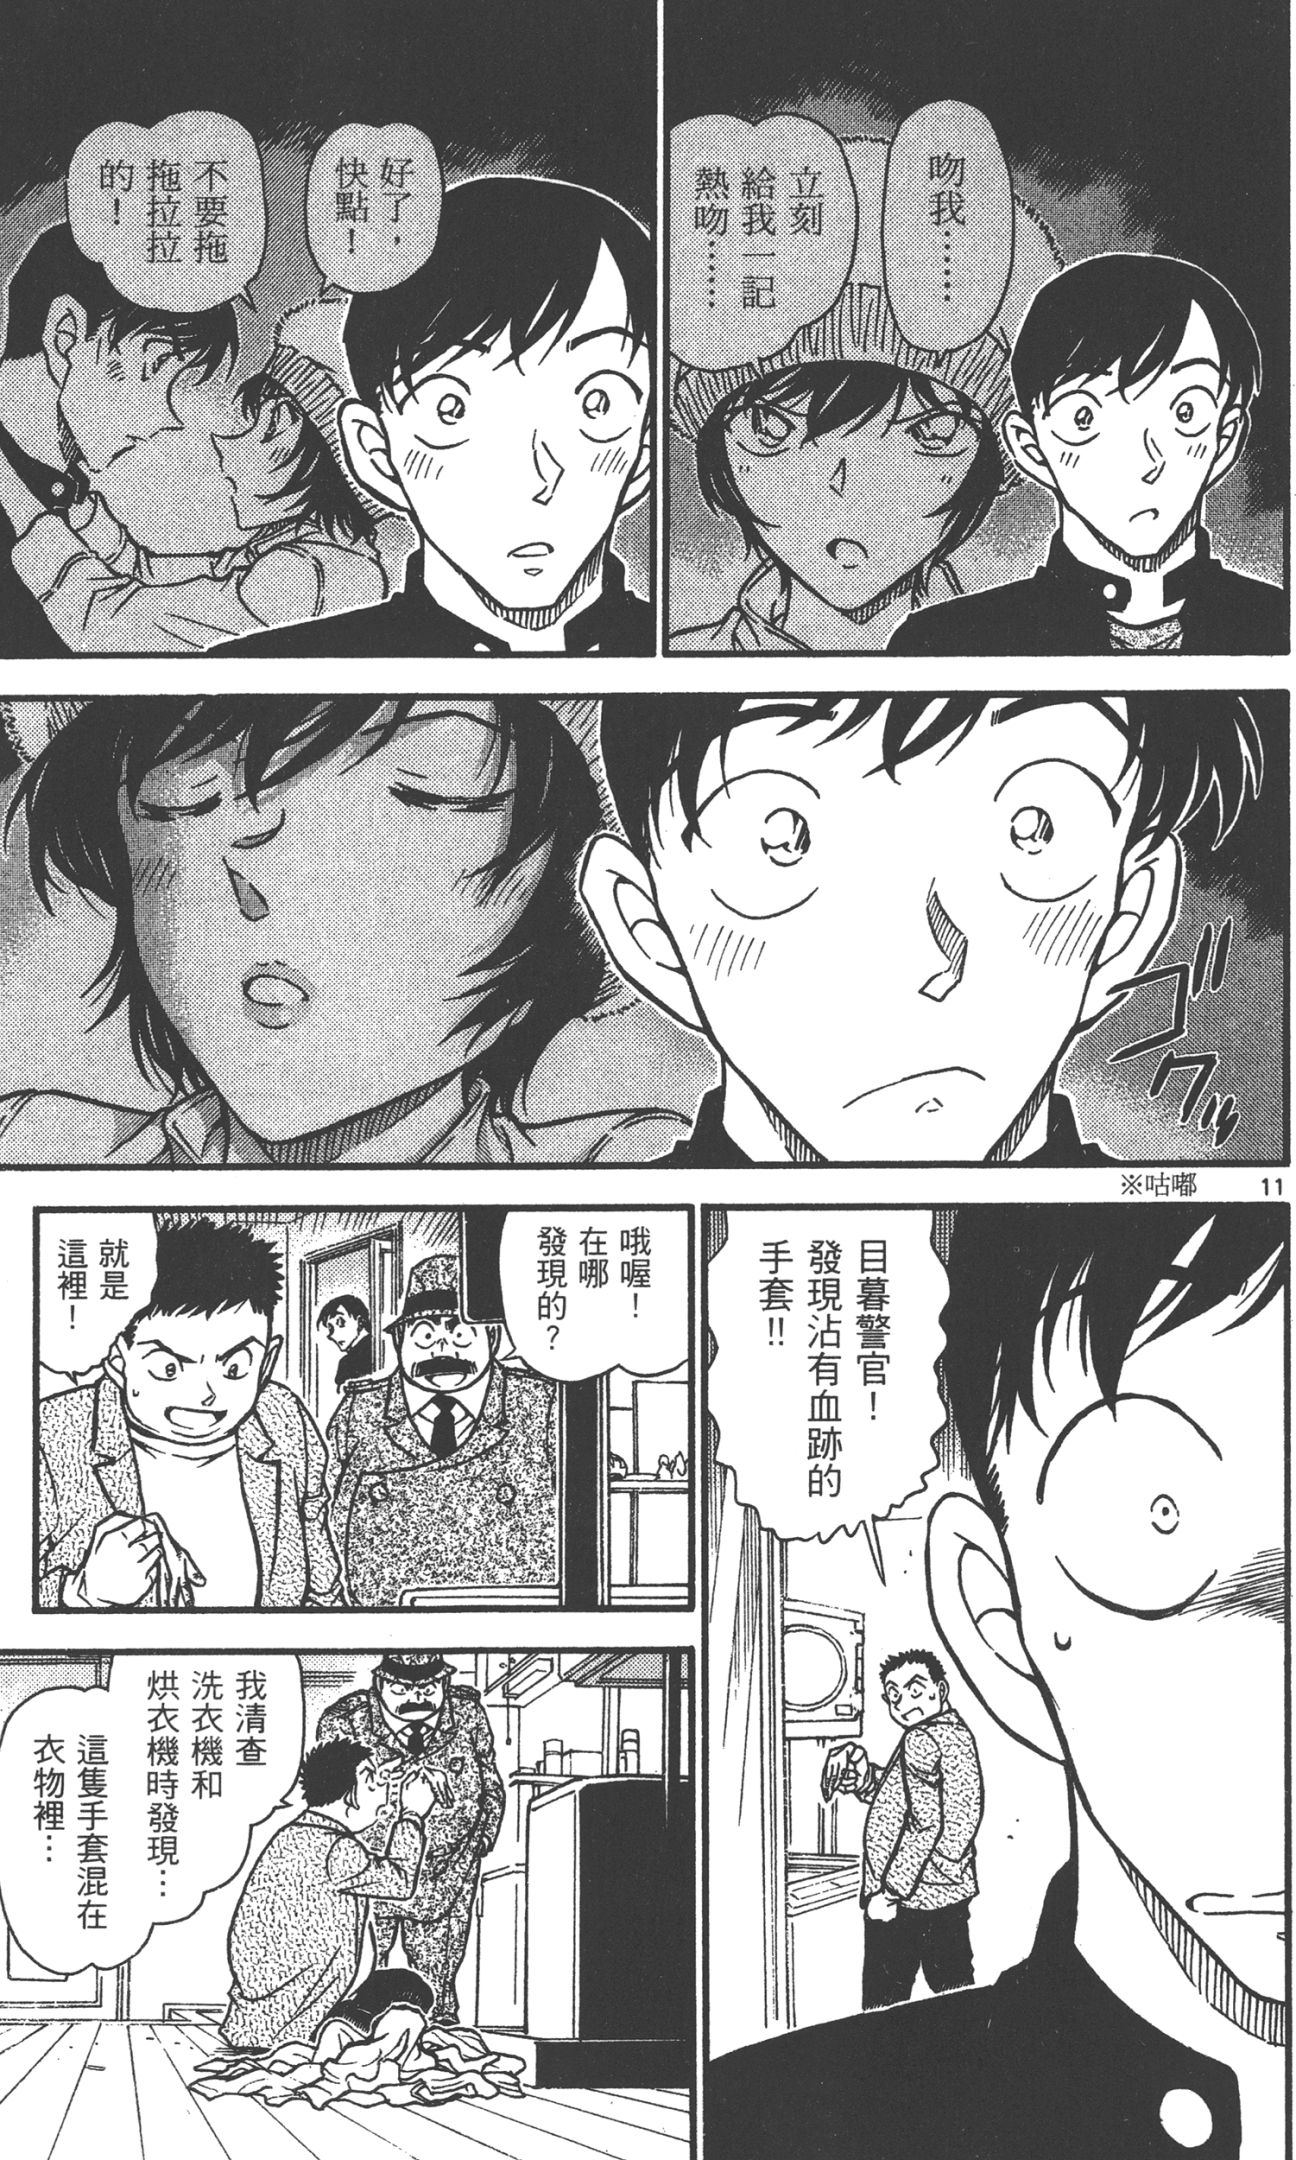 吻我……
立刻
給我一記
熱吻……
好了，
快點！
不要拖
拖拉拉
的！
ゴクッ
※咕嘟
11
目暮警官！
發現沾有血跡的
手套!!
哦喔！
在哪
發現的？
就是
這裡！
我清查
洗衣機和
烘衣機時發現…
這隻手套混在
衣物裡…